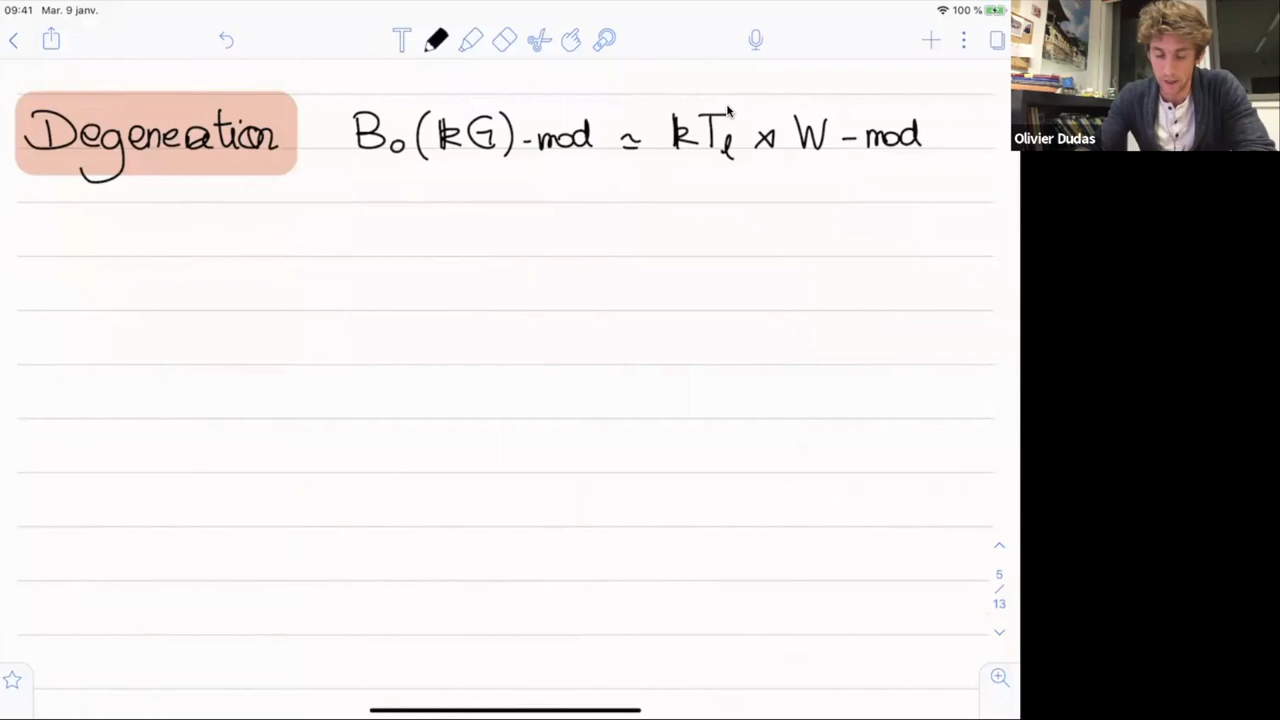 09:41 Mar. 9 janv. 100 %
Degeneration B₀(kG)-mod ≃ kT_ℓ ⋊ W-mod
Olivier Dudas
5
/
13